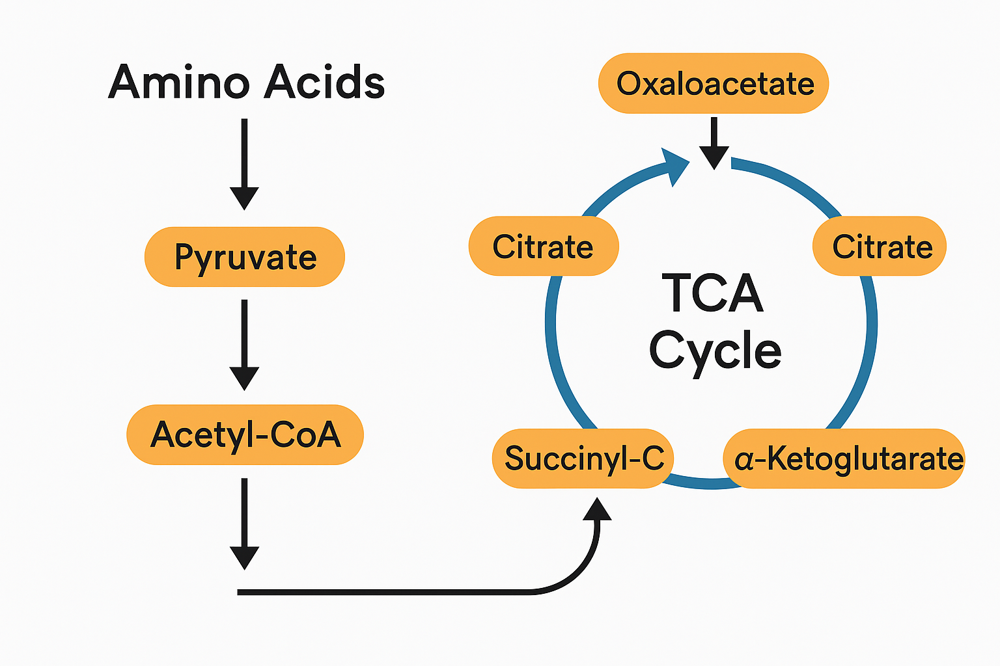 Amino Acids
Pyruvate
Acetyl-CoA
Oxaloacetate
Citrate
Citrate
TCA
Cycle
Succinyl-C
α-Ketoglutarate